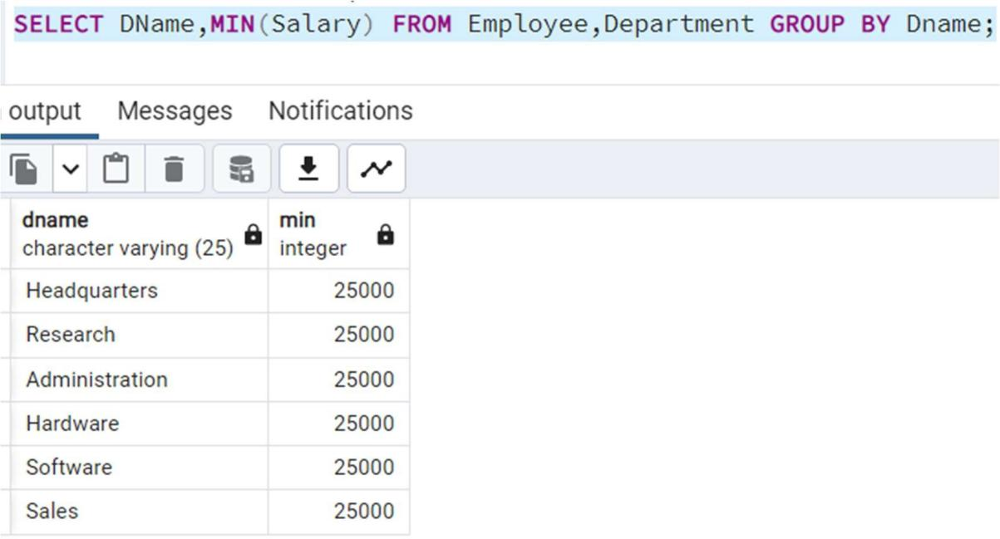 SELECT DName,MIN(Salary) FROM Employee,Department GROUP BY Dname;
output Messages Notifications
dname min
character varying (25) integer
Headquarters 25000
Research 25000
Administration 25000
Hardware 25000
Software 25000
Sales 25000